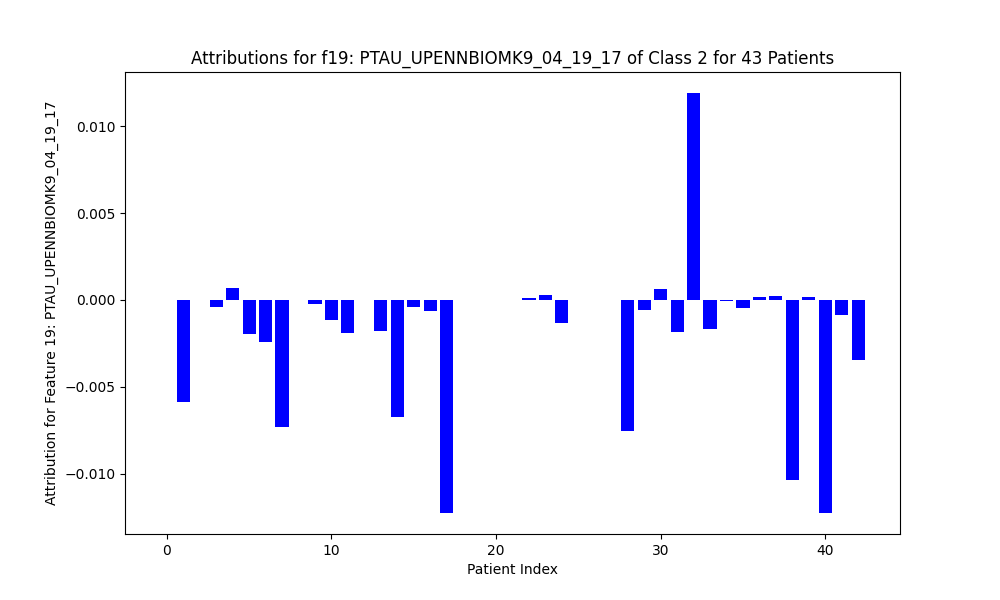 Attributions for f19: PTAU_UPENNBIOMK9_04_19_17 of Class 2 for 43 Patients
Attribution for Feature 19: PTAU_UPENNBIOMK9_04_19_17
0.010
0.005
0.000
−0.005
−0.010
0 10 20 30 40
Patient Index